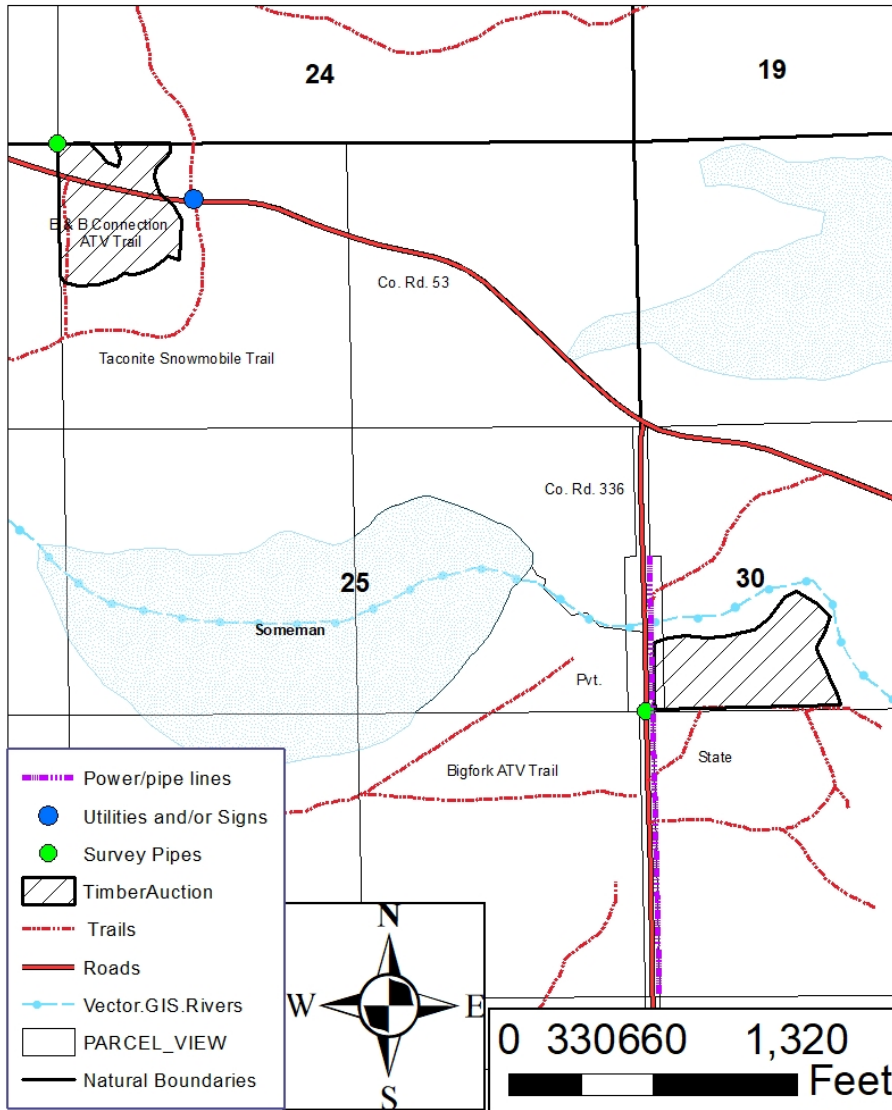 24
19
E & B Connection
ATV Trail
Co. Rd. 53
Taconite Snowmobile Trail
Co. Rd. 336
25
30
Someman
Pvt.
Bigfork ATV Trail
State
Power/pipe lines
Utilities and/or Signs
Survey Pipes
TimberAuction
Trails
Roads
Vector.GIS.Rivers
PARCEL_VIEW
Natural Boundaries
N
W E
S
0 330660 1,320
Feet